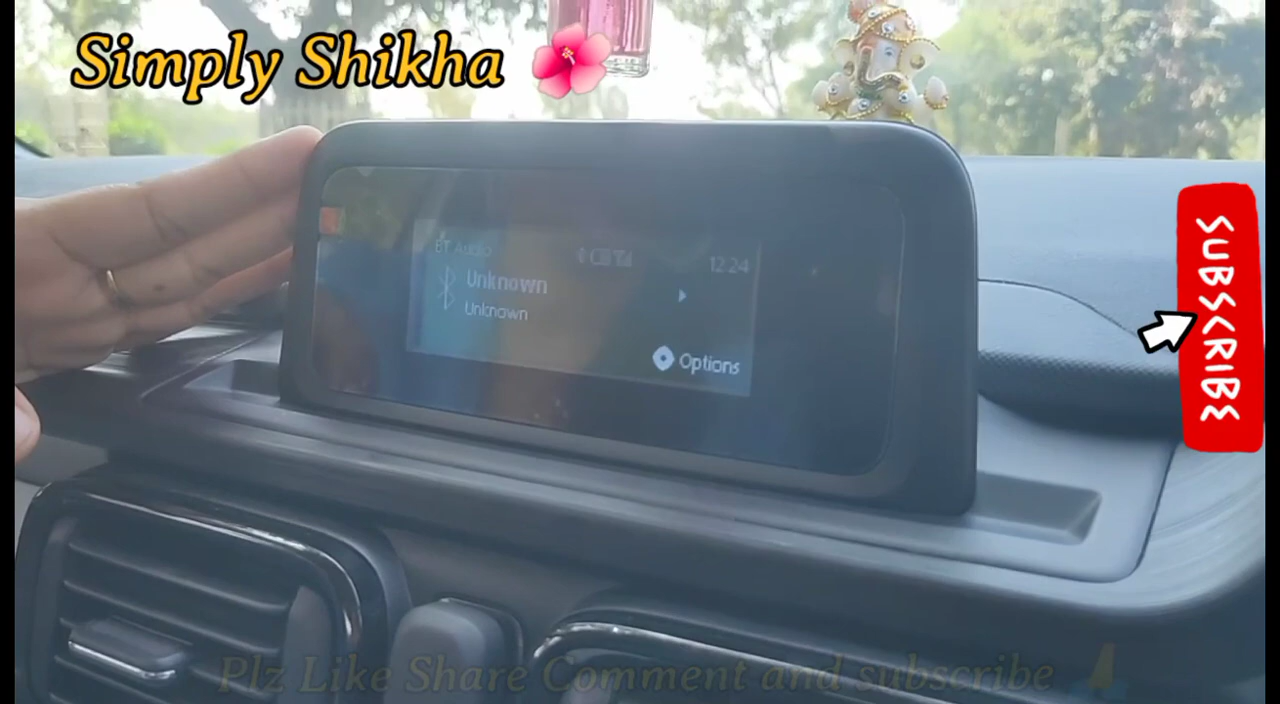 Simply Shikha
BT Audio
12:24
Unknown
Unknown
Options
SUBSCRIBE
Plz Like Share Comment and subscribe